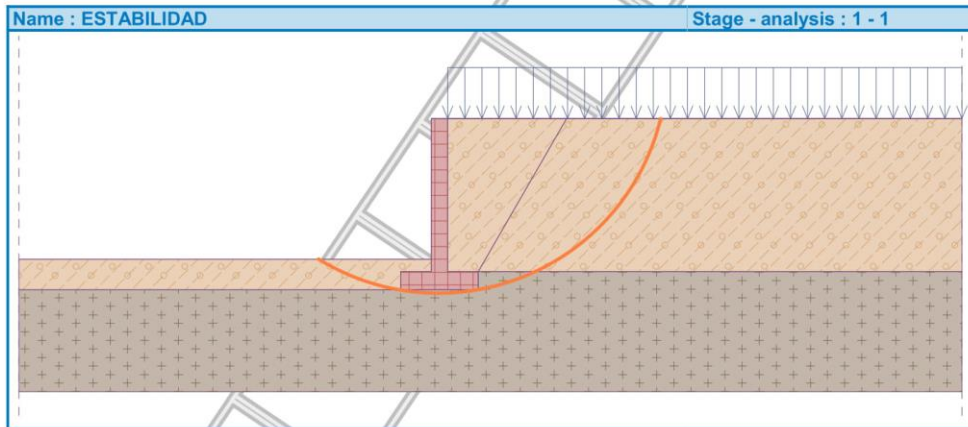 Name : ESTABILIDAD
Stage - analysis : 1 - 1